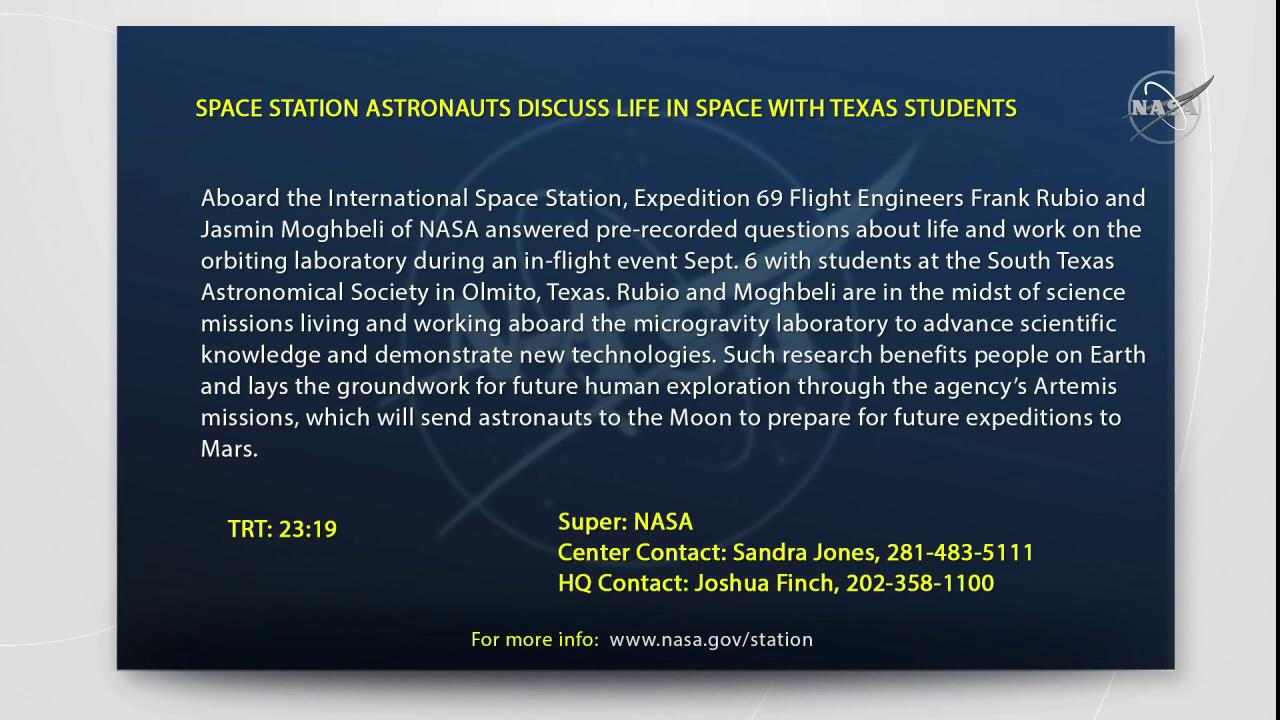 SPACE STATION ASTRONAUTS DISCUSS LIFE IN SPACE WITH TEXAS STUDENTS
NASA
Aboard the International Space Station, Expedition 69 Flight Engineers Frank Rubio and
Jasmin Moghbeli of NASA answered pre-recorded questions about life and work on the
orbiting laboratory during an in-flight event Sept. 6 with students at the South Texas
Astronomical Society in Olmito, Texas. Rubio and Moghbeli are in the midst of science
missions living and working aboard the microgravity laboratory to advance scientific
knowledge and demonstrate new technologies. Such research benefits people on Earth
and lays the groundwork for future human exploration through the agency’s Artemis
missions, which will send astronauts to the Moon to prepare for future expeditions to
Mars.
TRT: 23:19
Super: NASA
Center Contact: Sandra Jones, 281-483-5111
HQ Contact: Joshua Finch, 202-358-1100
For more info: www.nasa.gov/station